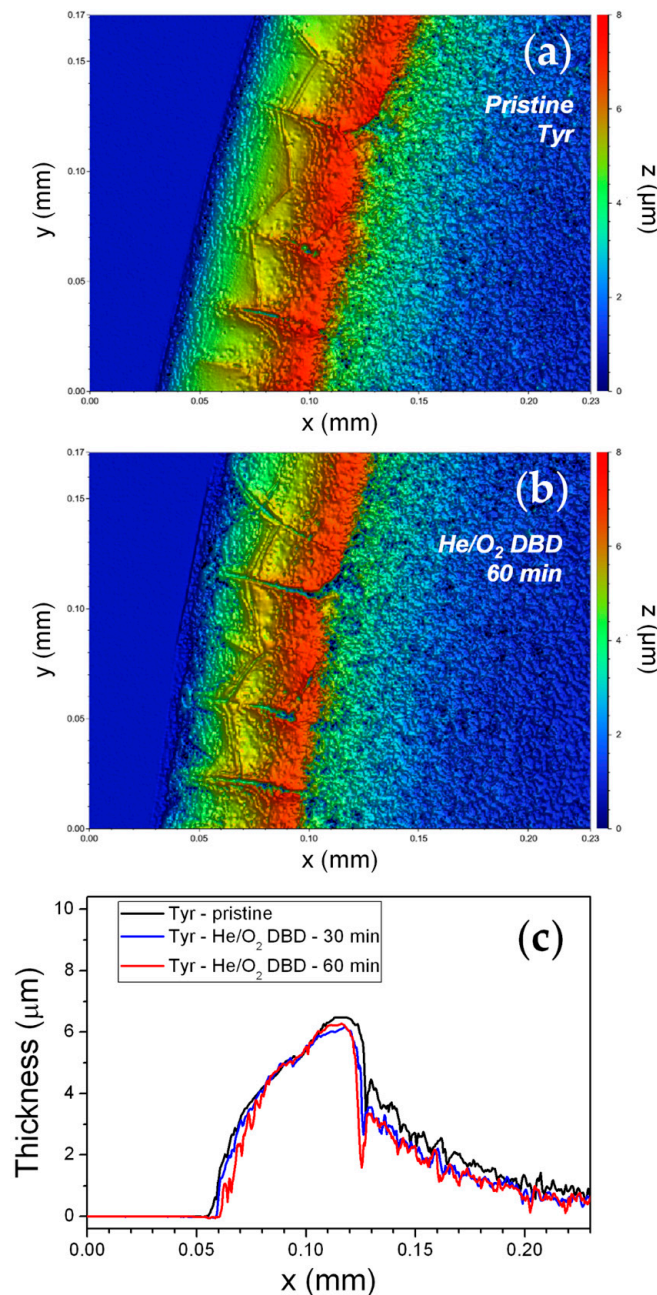 (a)
Pristine
Tyr
y (mm)
0.17
0.15
0.10
0.05
0.00
0.00 0.05 0.10 0.15 0.23
x (mm)
8
6
4
2
0
z (µm)
(b)
He/O₂ DBD
60 min
y (mm)
0.17
0.15
0.10
0.05
0.00
0.00 0.05 0.10 0.15 0.20 0.23
x (mm)
8
6
4
2
0
z (µm)
(c)
Tyr - pristine
Tyr - He/O₂ DBD - 30 min
Tyr - He/O₂ DBD - 60 min
Thickness (µm)
10
8
6
4
2
0
0.00 0.05 0.10 0.15 0.20
x (mm)